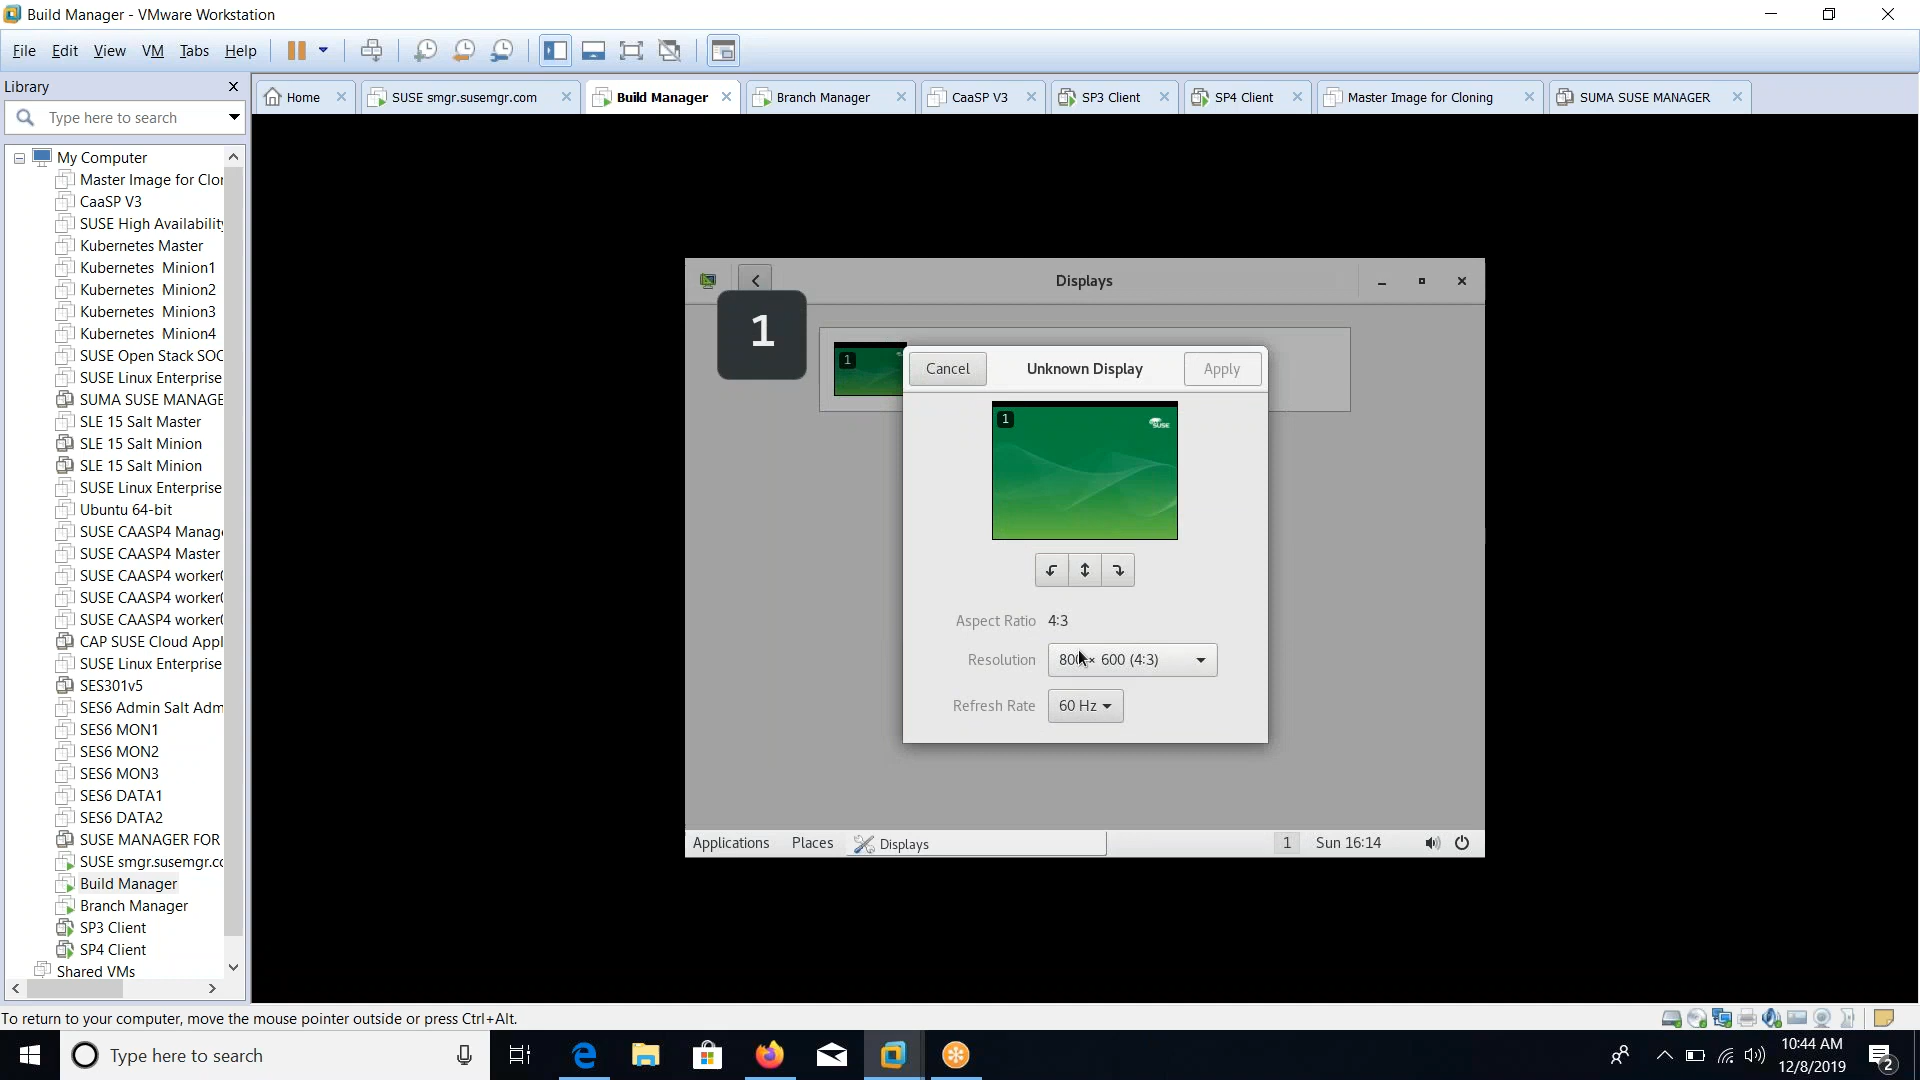 Build Manager - VMware Workstation
File Edit View VM Tabs Help
Library
Type here to search
Home
SUSE smgr.susemgr.com
Build Manager
Branch Manager
CaaSP V3
SP3 Client
SP4 Client
Master Image for Cloning
SUMA SUSE MANAGER
My Computer
Master Image for Clo
CaaSP V3
SUSE High Availability
Kubernetes Master
Kubernetes Minion1
Kubernetes Minion2
Kubernetes Minion3
Kubernetes Minion4
SUSE Open Stack SOC
SUSE Linux Enterprise
SUMA SUSE MANAGE
SLE 15 Salt Master
SLE 15 Salt Minion
SLE 15 Salt Minion
SUSE Linux Enterprise
Ubuntu 64-bit
SUSE CAASP4 Manag
SUSE CAASP4 Master
SUSE CAASP4 worker
SUSE CAASP4 worker
SUSE CAASP4 worker
CAP SUSE Cloud Appl
SUSE Linux Enterprise
SES301v5
SES6 Admin Salt Adm
SES6 MON1
SES6 MON2
SES6 MON3
SES6 DATA1
SES6 DATA2
SUSE MANAGER FOR
SUSE smgr.susemgr.co
Build Manager
Branch Manager
SP3 Client
SP4 Client
Shared VMs
Displays
1
1
Cancel
Unknown Display
Apply
1
SUSE
Aspect Ratio 4:3
Resolution 800 × 600 (4:3)
Refresh Rate 60 Hz
Applications Places Displays 1 Sun 16:14
To return to your computer, move the mouse pointer outside or press Ctrl+Alt.
Type here to search
10:44 AM
12/8/2019
2